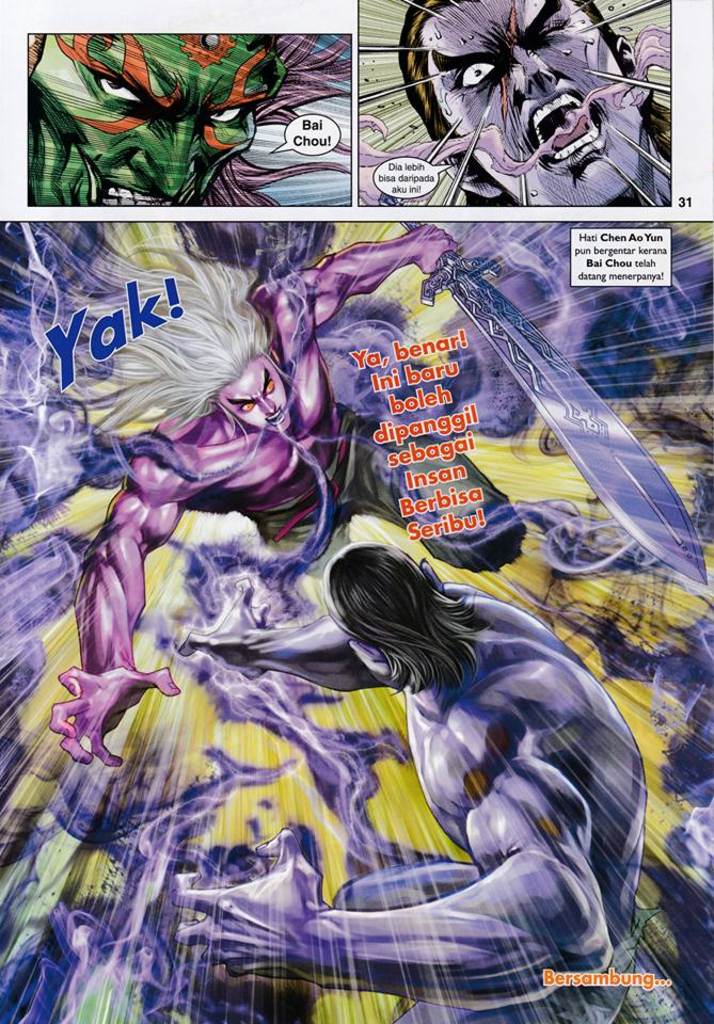 Bai
Chou!
Dia lebih
bisa daripada
aku ini!
31
Hati Chen Ao Yun
pun bergentar kerana
Bai Chou telah
datang menerpanya!
Yak!
Ya, benar!
Ini baru
boleh
dipanggil
sebagai
Insan
Berbisa
Seribu!
Bersambung...